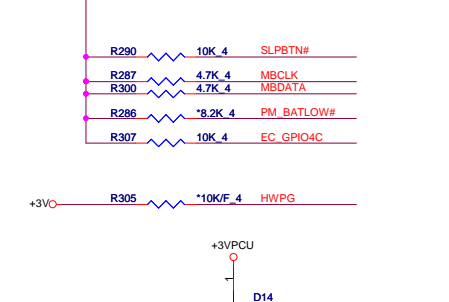 R290 10K_4 SLPBTN#
R287 4.7K_4 MBCLK
R300 4.7K_4 MBDATA
R286 *8.2K_4 PM_BATLOW#
R307 10K_4 EC_GPIO4C
+3V R305 *10K/F_4 HWPG
+3VPCU
1
D14